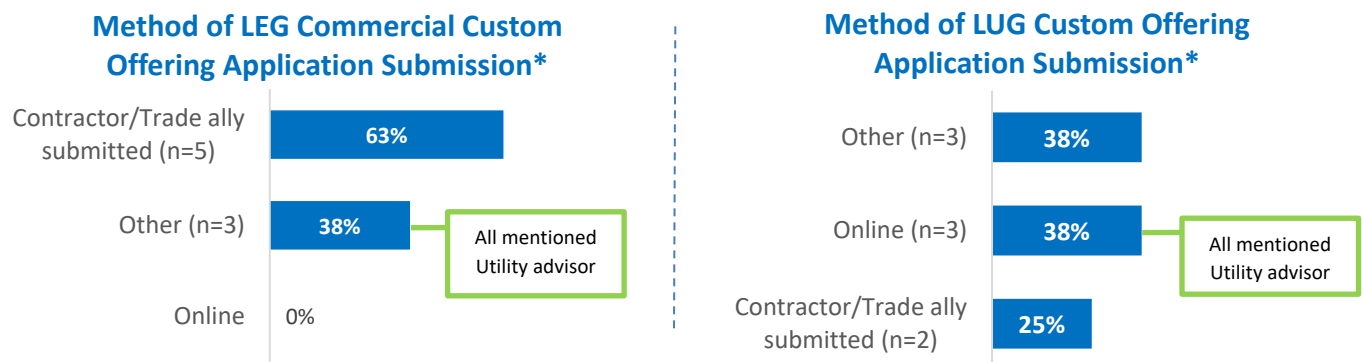 Method of LEG Commercial Custom
Offering Application Submission*
Contractor/Trade ally
submitted (n=5)
63%
Other (n=3)
38%
All mentioned
Utility advisor
Online
0%
Method of LUG Custom Offering
Application Submission*
Other (n=3)
38%
Online (n=3)
38%
All mentioned
Utility advisor
Contractor/Trade ally
submitted (n=2)
25%